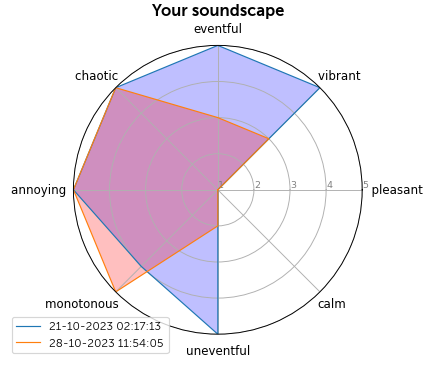 Your soundscape
eventful
chaotic
vibrant
annoying
1
2
3
4
5
pleasant
monotonous
calm
21-10-2023 02:17:13
28-10-2023 11:54:05
uneventful